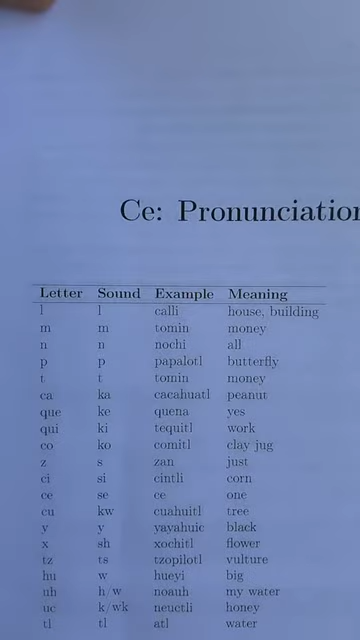 Ce: Pronunciation
Letter Sound Example Meaning
l l calli house, building
m m tomin money
n n nochi all
p p papalotl butterfly
t t tomin money
ca ka cacahuatl peanut
que ke quena yes
qui ki tequitl work
co ko comitl clay jug
z s zan just
ci si cintli corn
ce se ce one
cu kw cuahuitl tree
y y yayahuic black
x sh xochitl flower
tz ts tzopilotl vulture
hu w hueyi big
uh h/w noauh my water
uc k/wk neuctli honey
tl tl atl water